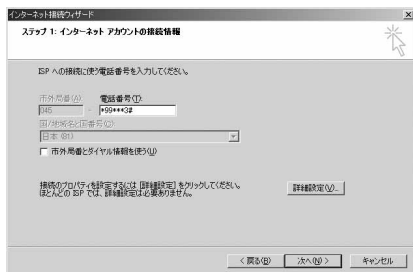 インターネット接続ウィザード
ステップ 1: インターネット アカウントの接続情報
ISP への接続に使う電話番号を入力してください。
市外局番(A) 電話番号(T):
045 - *99***3#
国/地域名と国番号(C)
日本 (81)
市外局番とダイヤル情報を使う(U)
接続のプロパティを設定するには [詳細設定] をクリックしてください。
ほとんどの ISP では、詳細設定は必要ありません。
詳細設定(V)...
< 戻る(B) 次へ(N) > キャンセル